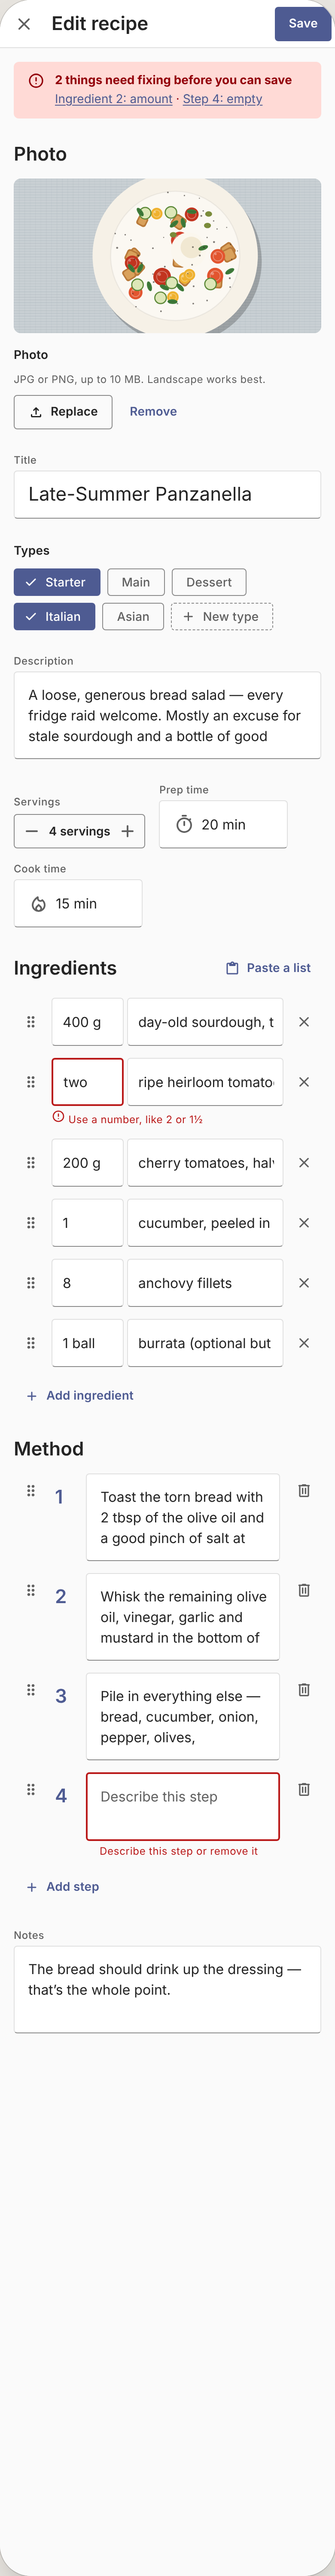 Edit recipe
Save
2 things need fixing before you can save
Ingredient 2: amount · Step 4: empty
Photo
Photo
JPG or PNG, up to 10 MB. Landscape works best.
Replace
Remove
Title
Late-Summer Panzanella
Types
Starter
Main
Dessert
Italian
Asian
New type
Description
A loose, generous bread salad — every
fridge raid welcome. Mostly an excuse for
stale sourdough and a bottle of good
Servings
4 servings
Prep time
20 min
Cook time
15 min
Ingredients
Paste a list
400 g
day-old sourdough, t
two
ripe heirloom tomato
Use a number, like 2 or 1½
200 g
cherry tomatoes, halv
1
cucumber, peeled in
8
anchovy fillets
1 ball
burrata (optional but
Add ingredient
Method
1
Toast the torn bread with
2 tbsp of the olive oil and
a good pinch of salt at
2
Whisk the remaining olive
oil, vinegar, garlic and
mustard in the bottom of
3
Pile in everything else —
bread, cucumber, onion,
pepper, olives,
4
Describe this step
Describe this step or remove it
Add step
Notes
The bread should drink up the dressing —
that’s the whole point.